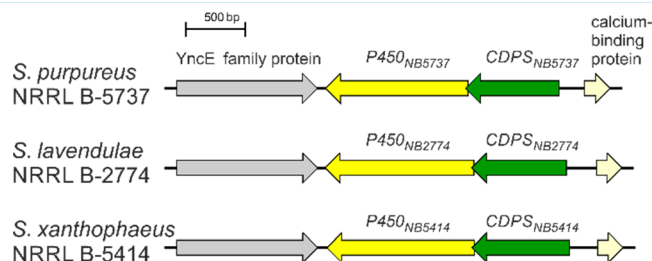 500 bp
calcium-
binding
protein
YncE family protein
P450NB5737
CDPSNB5737
S. purpureus
NRRL B-5737
P450NB2774
CDPSNB2774
S. lavendulae
NRRL B-2774
P450NB5414
CDPSNB5414
S. xanthophaeus
NRRL B-5414